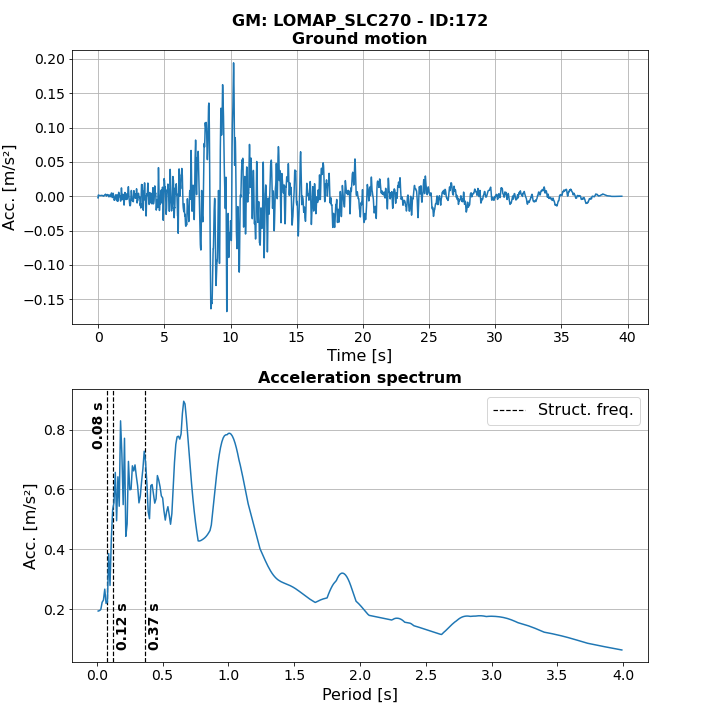 GM: LOMAP_SLC270 - ID:172
Ground motion
0.20
0.15
0.10
0.05
0.00
−0.05
−0.10
−0.15
Acc. [m/s²]
0 5 10 15 20 25 30 35 40
Time [s]
Acceleration spectrum
Struct. freq.
0.08 s
0.12 s
0.37 s
0.8
0.6
0.4
0.2
Acc. [m/s²]
0.0 0.5 1.0 1.5 2.0 2.5 3.0 3.5 4.0
Period [s]